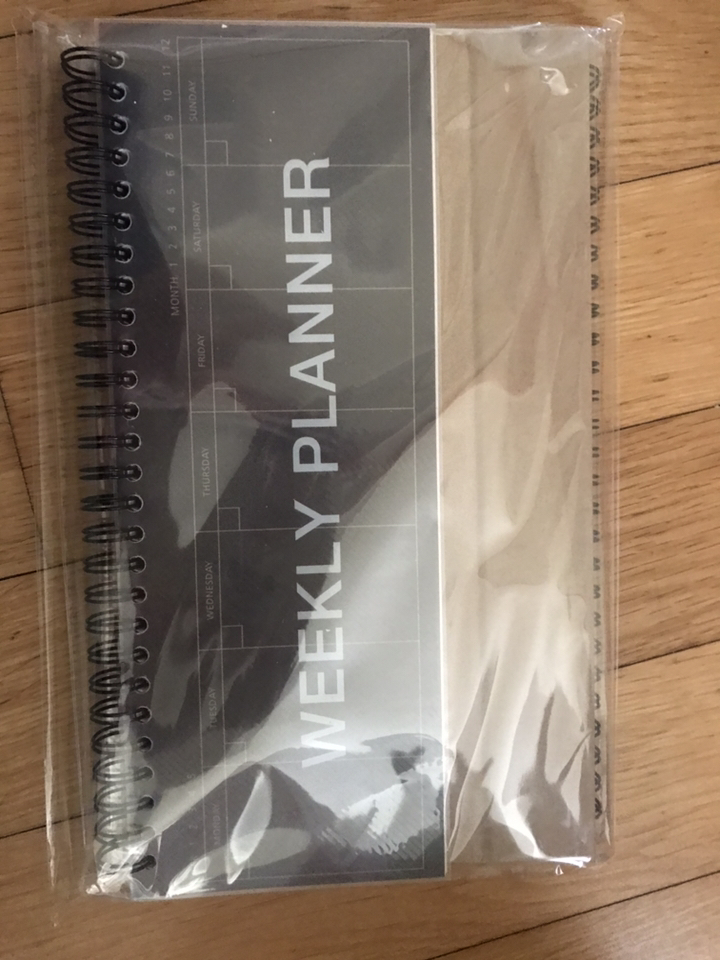 MONTH 1 2 3 4 5 6 7 8 9 10 11 12
MONDAY TUESDAY WEDNESDAY THURSDAY FRIDAY SATURDAY SUNDAY
WEEKLY PLANNER